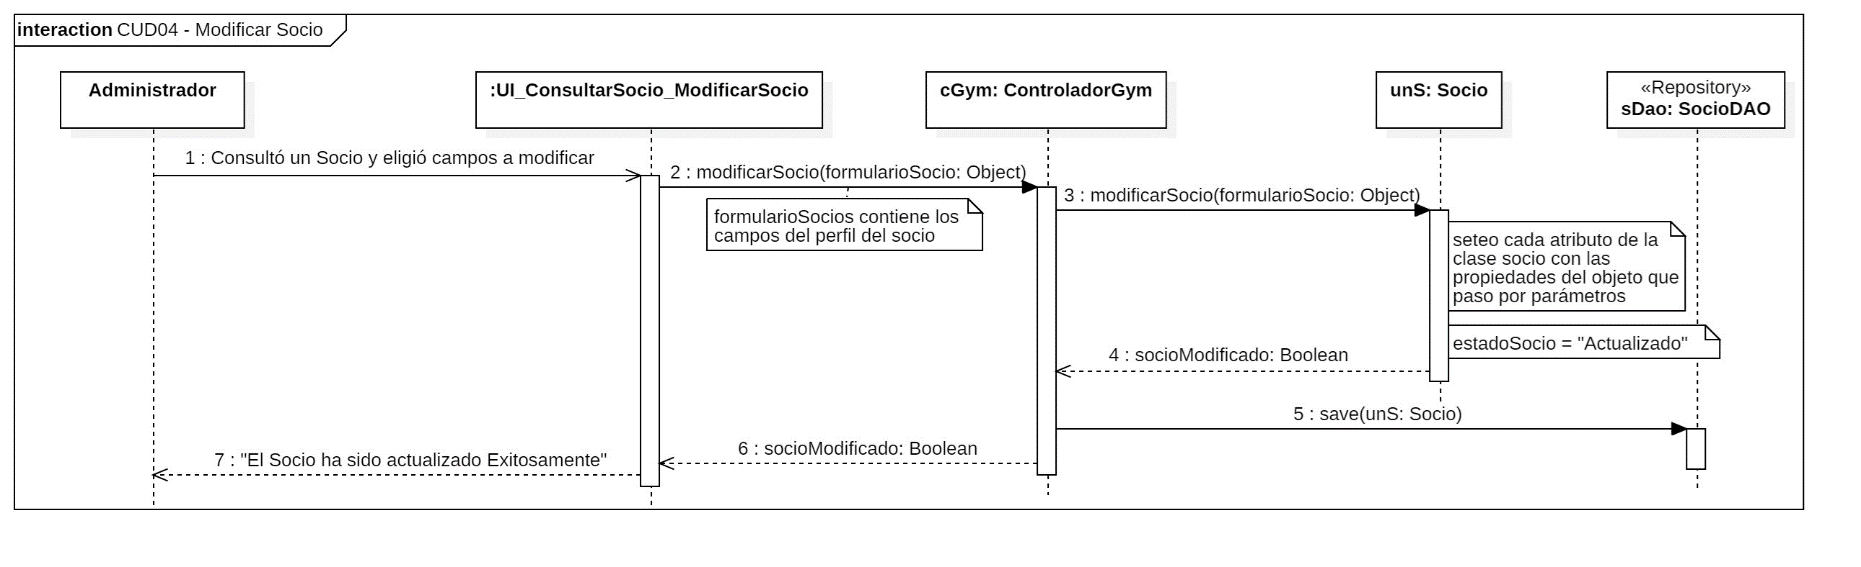 interaction CUD04 - Modificar Socio
Administrador
:UI_ConsultarSocio_ModificarSocio
cGym: ControladorGym
unS: Socio
«Repository»
sDao: SocioDAO
1 : Consultó un Socio y eligió campos a modificar
2 : modificarSocio(formularioSocio: Object)
3 : modificarSocio(formularioSocio: Object)
formularioSocios contiene los
campos del perfil del socio
seteo cada atributo de la
clase socio con las
propiedades del objeto que
paso por parámetros
estadoSocio = "Actualizado"
4 : socioModificado: Boolean
5 : save(unS: Socio)
6 : socioModificado: Boolean
7 : "El Socio ha sido actualizado Exitosamente"